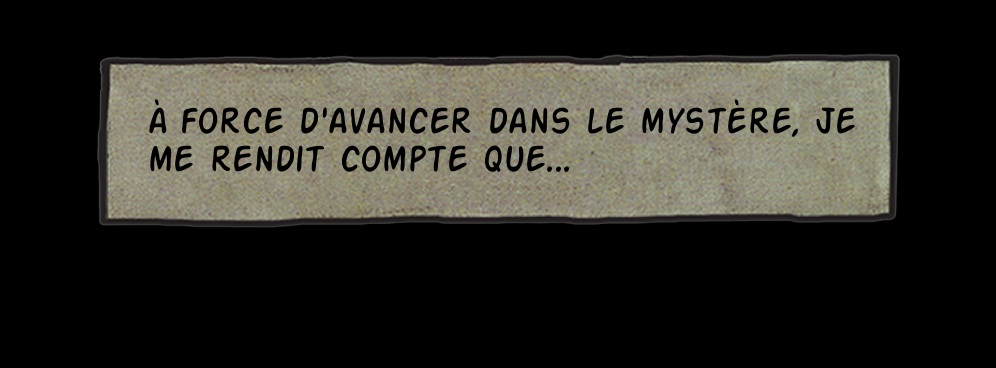 À FORCE D'AVANCER DANS LE MYSTÈRE, JE
ME RENDIT COMPTE QUE...